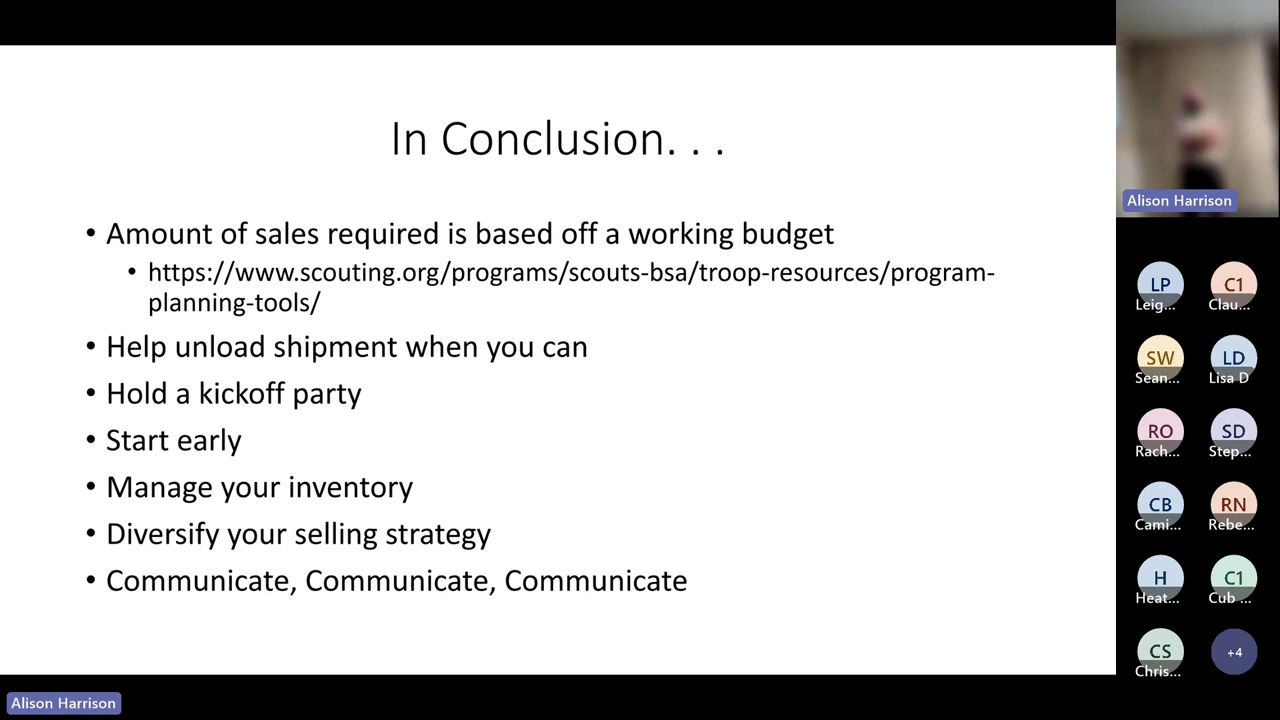 In Conclusion. . .
• Amount of sales required is based off a working budget
• https://www.scouting.org/programs/scouts-bsa/troop-resources/program-
planning-tools/
• Help unload shipment when you can
• Hold a kickoff party
• Start early
• Manage your inventory
• Diversify your selling strategy
• Communicate, Communicate, Communicate
Alison Harrison
LP
Leig...
C1
Clau...
SW
Sean...
LD
Lisa D
RO
Rach...
SD
Step...
CB
Cami...
RN
Rebe...
H
Heat...
C1
Cub ...
CS
Chris...
+4
Alison Harrison